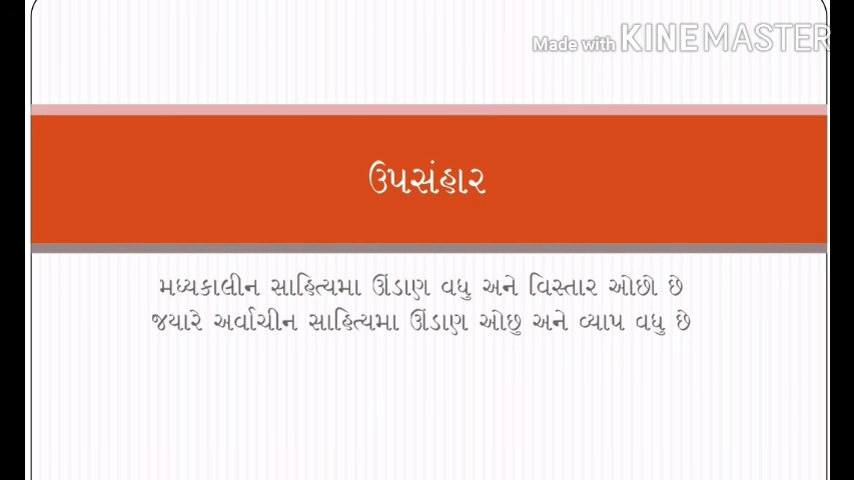 Made with KINEMASTER
ઉપસંહાર
મધ્યકાલીન સાહિત્યમા ઊંડાણ વધુ અને વિસ્તાર ઓછો છે
જયારે અર્વાચીન સાહિત્યમા ઊંડાણ ઓછુ અને વ્યાપ વધુ છે